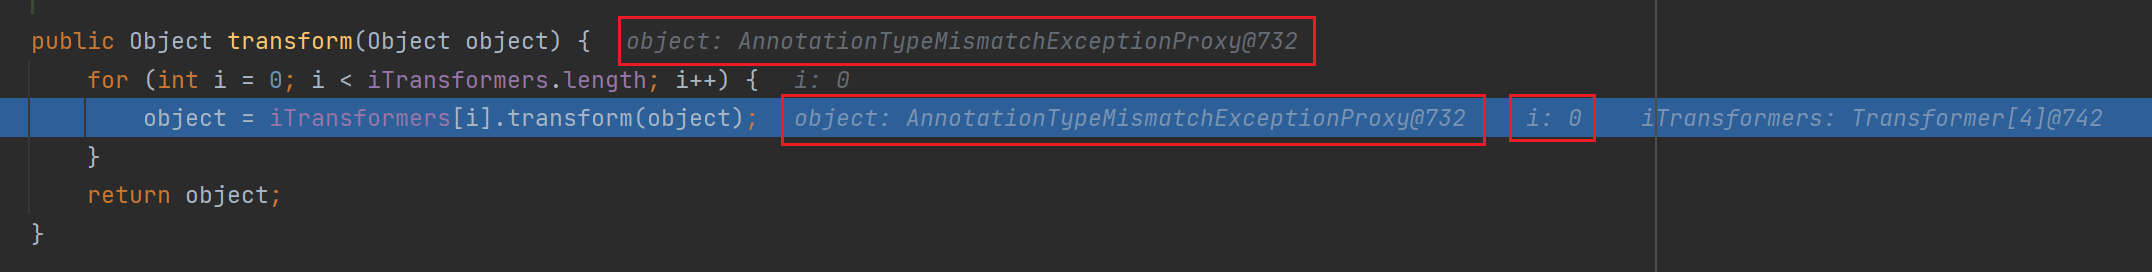 public Object transform(Object object) {   object: AnnotationTypeMismatchExceptionProxy@732
    for (int i = 0; i < iTransformers.length; i++) {   i: 0
        object = iTransformers[i].transform(object);   object: AnnotationTypeMismatchExceptionProxy@732   i: 0   iTransformers: Transformer[4]@742
    }
    return object;
}